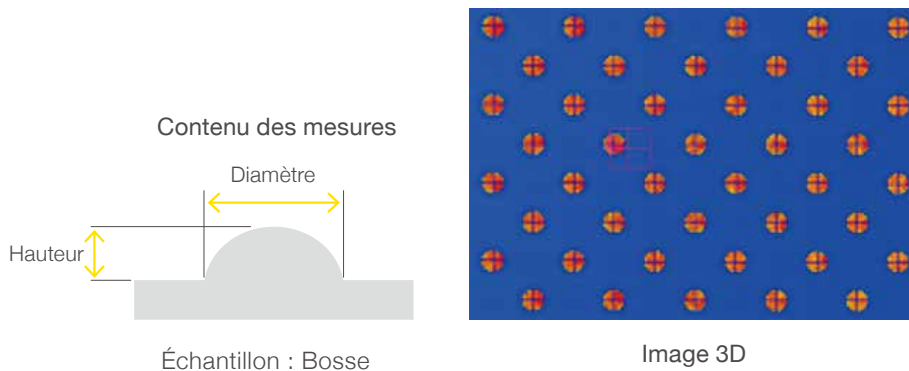 Contenu des mesures
Diamètre
Hauteur
Échantillon : Bosse
Image 3D